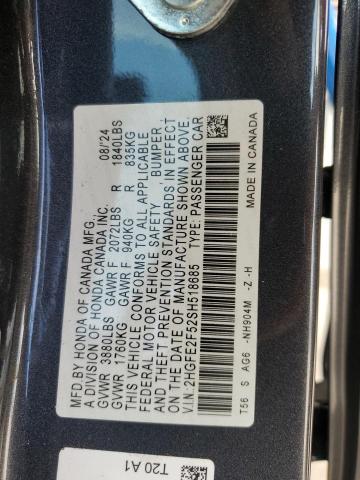 MFD BY HONDA OF CANADA MFG., 08/'24
A DIVISION OF HONDA CANADA INC.
GVWR 3880LBS GAWR F 2072LBS R 1840LBS
GVWR 1760KG GAWR F 940KG R 835KG
THIS VEHICLE CONFORMS TO ALL APPLICABLE
FEDERAL MOTOR VEHICLE SAFETY, BUMPER,
AND THEFT PREVENTION STANDARDS IN EFFECT
ON THE DATE OF MANUFACTURE SHOWN ABOVE.
V.I.N.: 2HGFE2F52SH518685 TYPE: PASSENGER CAR
T56 S AG6 -NH904M -Z -H MADE IN CANADA
T20 A1